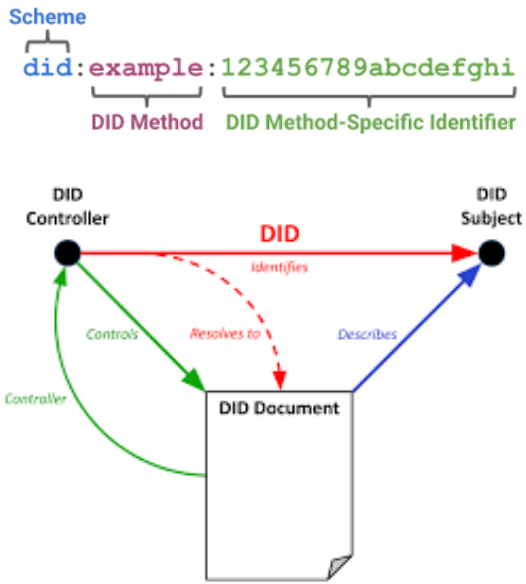 Scheme
did:example:123456789abcdefghi
DID Method
DID Method-Specific Identifier
DID
Controller
DID
Subject
DID
Identifies
Controls
Resolves to
Describes
Controller
DID Document